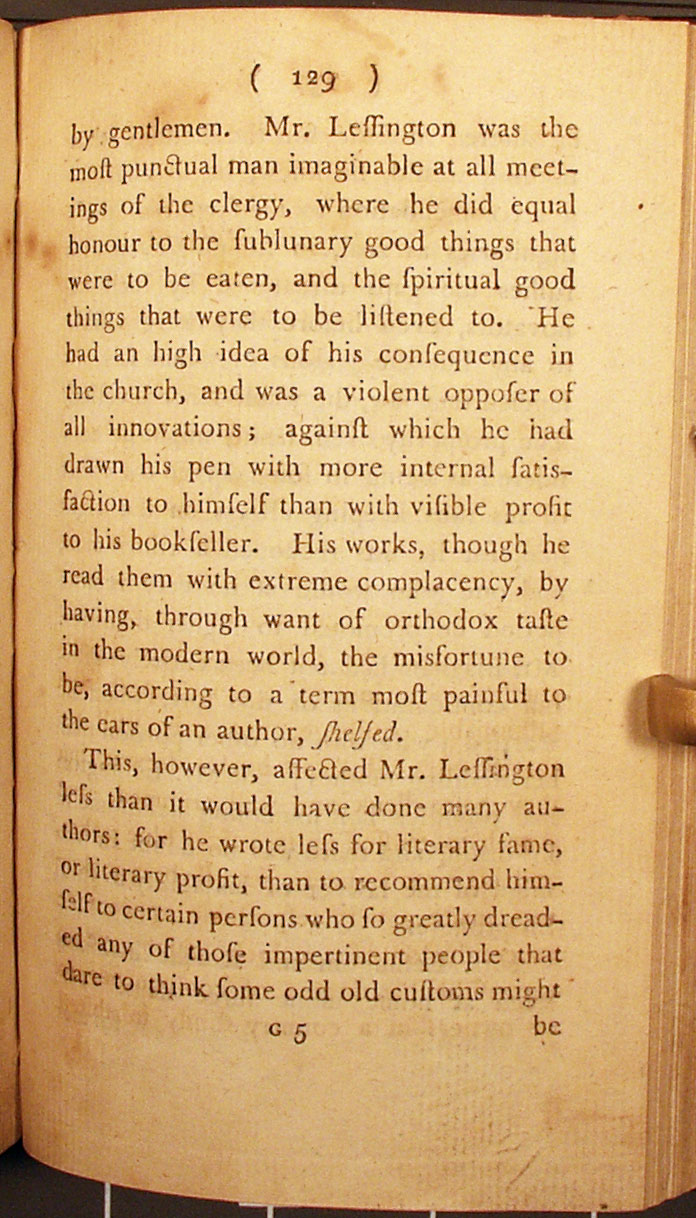 ( 129 )
by gentlemen. Mr. Leſſington was the
moſt punctual man imaginable at all meet-
ings of the clergy, where he did equal
honour to the ſublunary good things that
were to be eaten, and the ſpiritual good
things that were to be liſtened to. He
had an high idea of his conſequence in
the church, and was a violent oppoſer of
all innovations; againſt which he had
drawn his pen with more internal ſatis-
faction to himſelf than with viſible profit
to his bookſeller. His works, though he
read them with extreme complacency, by
having, through want of orthodox taſte
in the modern world, the misfortune to
be, according to a term moſt painful to
the ears of an author, ſhelfed.
This, however, affected Mr. Leſſington
leſs than it would have done many au-
thors: for he wrote leſs for literary fame,
or literary profit, than to recommend him-
ſelf to certain perſons who ſo greatly dread-
ed any of thoſe impertinent people that
dare to think ſome odd old cuſtoms might
G 5 be